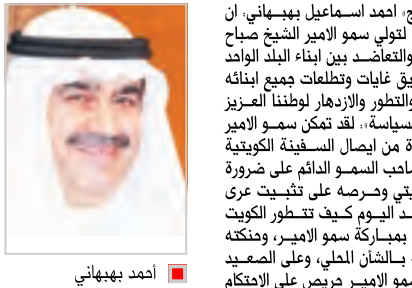 ج» احمد اسماعيل بهبهاني: ان
لتولي سمو الامير الشيخ صباح
والتعاضد بين ابناء البلد الواحد
يق غايات وتطلعات جميع ابنائه
والتطور والازدهار لوطننا العزيز
سياسة»: لقد تمكن سمو الامير
ة من ايصال السفينة الكويتية
احب السمو الدائم على ضرورة
يتي وحرصه على تثبيت عرى
د اليوم كيف تتطور الكويت
بمباركة سمو الامير، وحنكته
بالشأن المحلي، وعلى الصعيد
سمو الامير حريص على الاحتكام
أحمد بهبهاني